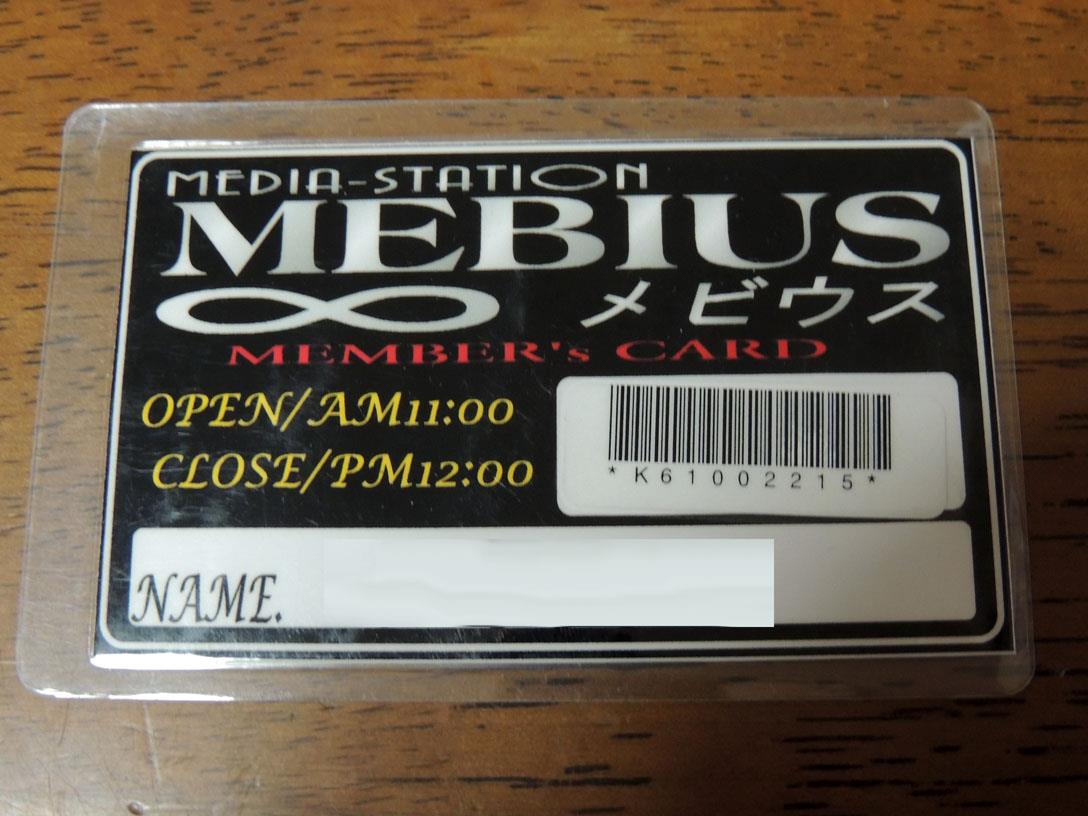 MEDIA-STATION
MEBIUS
メビウス
MEMBER's CARD
OPEN/AM11:00
CLOSE/PM12:00
*K61002215*
NAME.